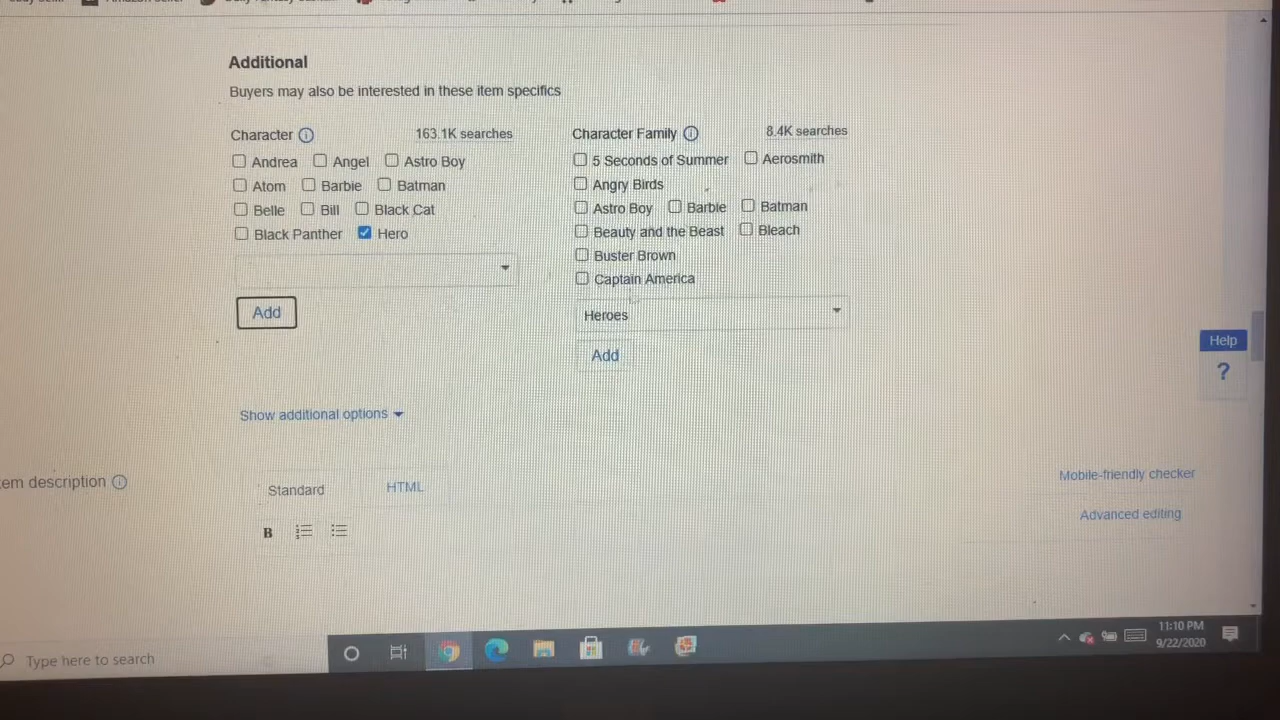 Additional
Buyers may also be interested in these item specifics
Character 163.1K searches
Andrea Angel Astro Boy
Atom Barbie Batman
Belle Bill Black Cat
Black Panther Hero
Add
Character Family 8.4K searches
5 Seconds of Summer Aerosmith
Angry Birds
Astro Boy Barbie Batman
Beauty and the Beast Bleach
Buster Brown
Captain America
Heroes
Add
Help
?
Show additional options
em description
Standard HTML
Mobile-friendly checker
Advanced editing
B
Type here to search
11:10 PM
9/22/2020